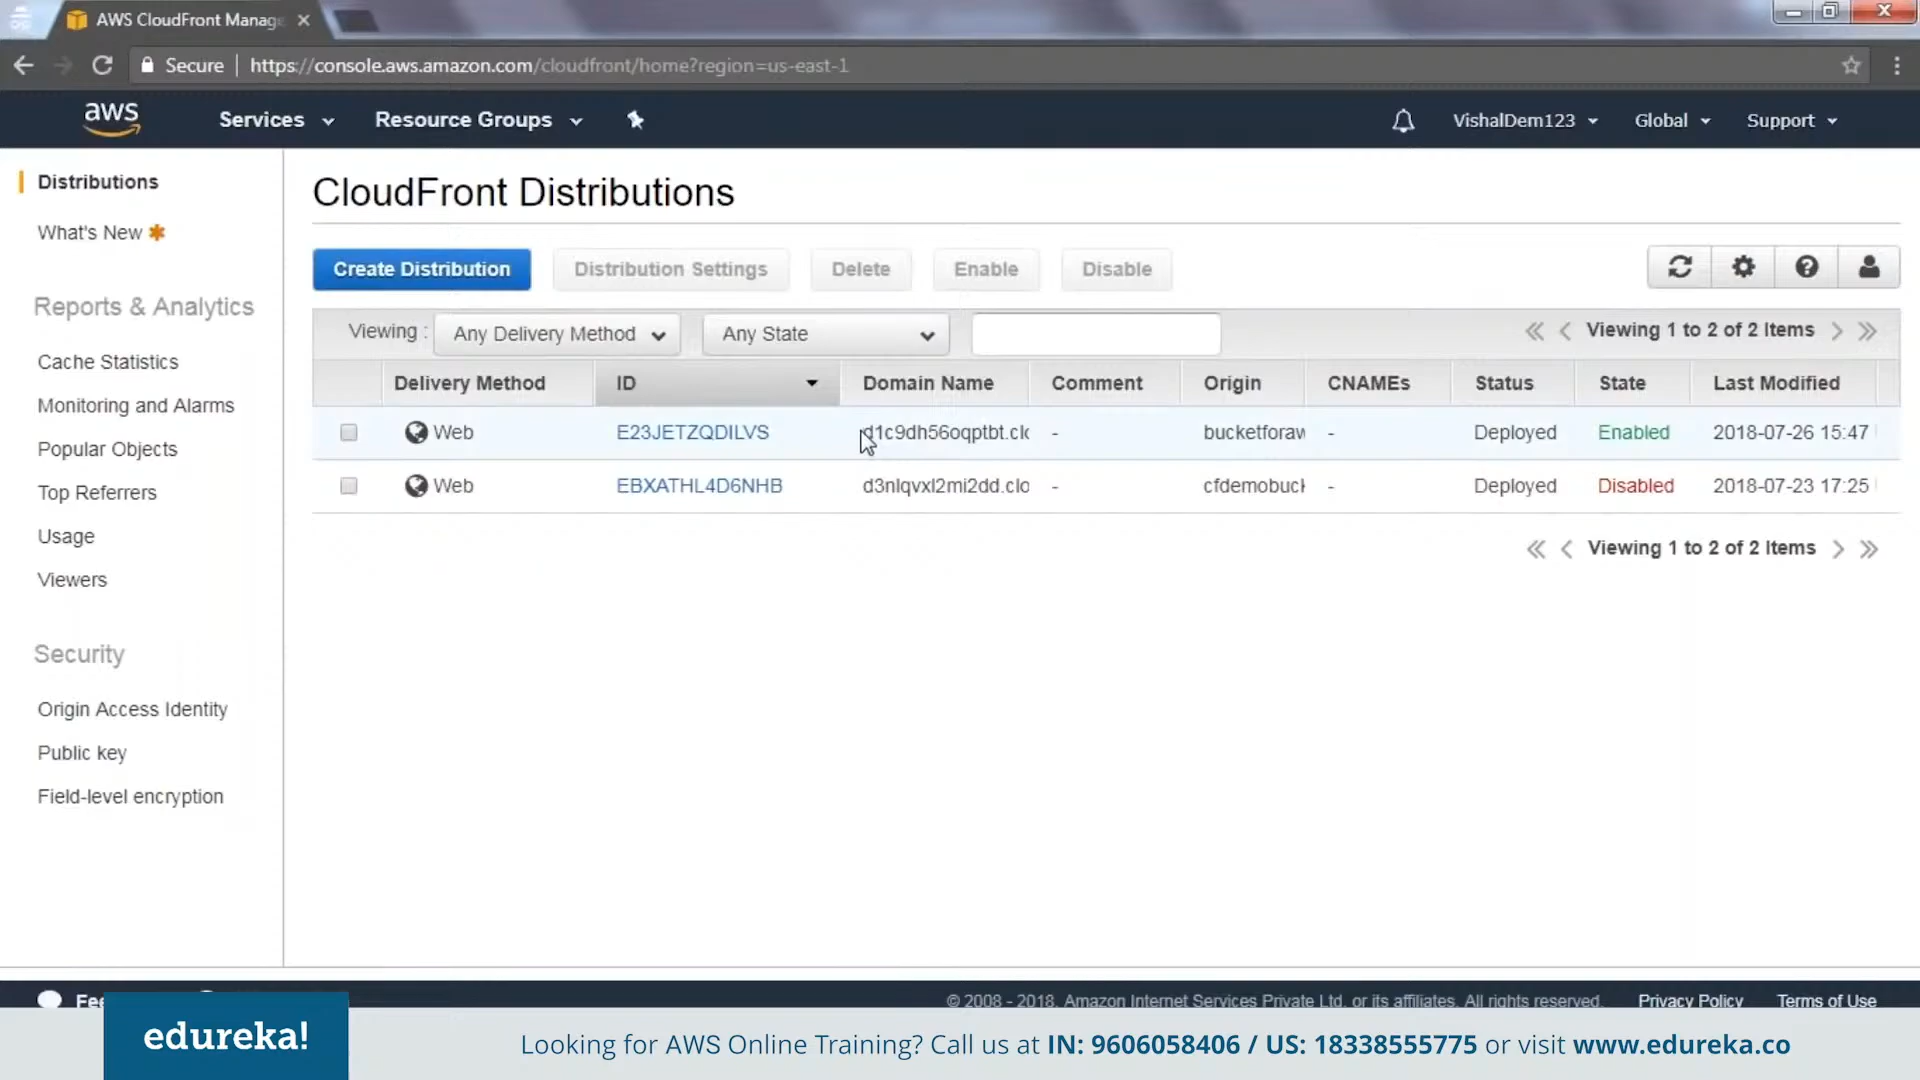 AWS CloudFront Manage
Secure | https://console.aws.amazon.com/cloudfront/home?region=us-east-1
aws Services Resource Groups VishalDem123 Global Support
Distributions
What's New
Reports & Analytics
Cache Statistics
Monitoring and Alarms
Popular Objects
Top Referrers
Usage
Viewers
Security
Origin Access Identity
Public key
Field-level encryption
CloudFront Distributions
Create Distribution Distribution Settings Delete Enable Disable
Viewing : Any Delivery Method Any State Viewing 1 to 2 of 2 Items
Delivery Method ID Domain Name Comment Origin CNAMEs Status State Last Modified
Web E23JETZQDILVS d1c9dh56oqptbt.clo - bucketforaw - Deployed Enabled 2018-07-26 15:47
Web EBXATHL4D6NHB d3nlqvxl2mi2dd.clo - cfdemobuck - Deployed Disabled 2018-07-23 17:25
Viewing 1 to 2 of 2 Items
© 2008 - 2018, Amazon Internet Services Private Ltd. or its affiliates. All rights reserved. Privacy Policy Terms of Use
edureka!
Looking for AWS Online Training? Call us at IN: 9606058406 / US: 18338555775 or visit www.edureka.co